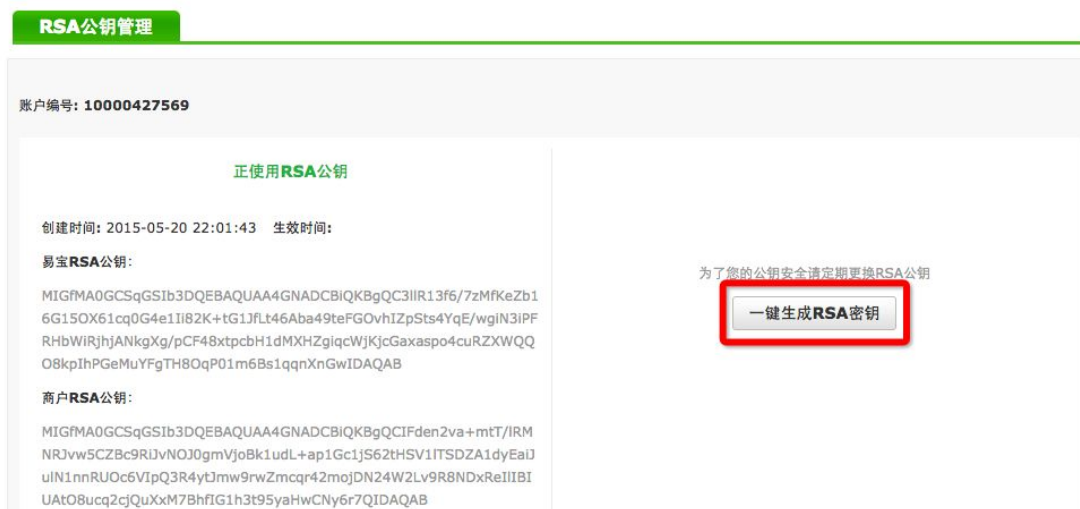 RSA公钥管理
账户编号: 10000427569
正使用RSA公钥
创建时间: 2015-05-20 22:01:43 生效时间:
易宝RSA公钥:
MIGfMA0GCSqGSIb3DQEBAQUAA4GNADCBiQKBgQC3llR13f6/7zMfKeZb1
6G15OX61cq0G4e1Ii82K+tG1JfLt46Aba49teFGOvhIZpSts4YqE/wgiN3iPF
RHbWiRjhjANkgXg/pCF48xtpcbH1dMXHZgiqcWjKjcGaxaspo4cuRZXWQQ
O8kpIhPGeMuYFgTH8OqP01m6Bs1qqnXnGwIDAQAB
商户RSA公钥:
MIGfMA0GCSqGSIb3DQEBAQUAA4GNADCBiQKBgQCIFden2va+mtT/lRM
NRJvw5CZBc9RiJvNOJ0gmVjoBk1udL+ap1Gc1jS62tHSV1lTSDZA1dyEaiJ
ulN1nnRUOc6VIpQ3R4ytJmw9rwZmcqr42mojDN24W2Lv9R8NDxReIlIBI
UAtO8ucq2cjQuXxM7BhfIG1h3t95yaHwCNy6r7QIDAQAB
为了您的公钥安全请定期更换RSA公钥
一键生成RSA密钥